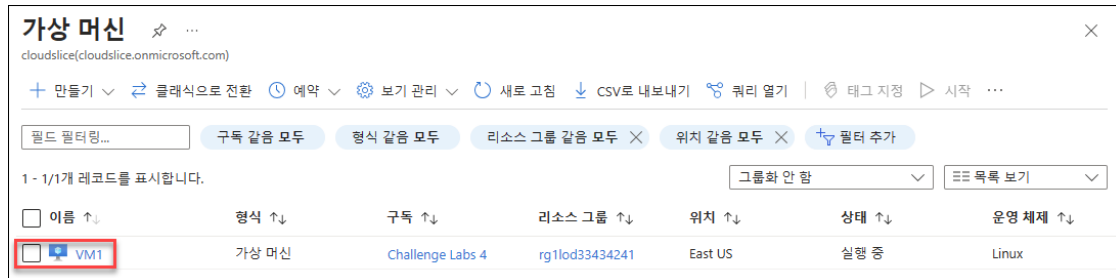 가상 머신 ...
cloudslice(cloudslice.onmicrosoft.com)
만들기 클래식으로 전환 예약 보기 관리 새로 고침 CSV로 내보내기 쿼리 열기 태그 지정 시작 ...
필드 필터링... 구독 같음 모두 형식 같음 모두 리소스 그룹 같음 모두 위치 같음 모두 필터 추가
1 - 1/1개 레코드를 표시합니다. 그룹화 안 함 목록 보기
이름 형식 구독 리소스 그룹 위치 상태 운영 체제
VM1 가상 머신 Challenge Labs 4 rg1lod33434241 East US 실행 중 Linux